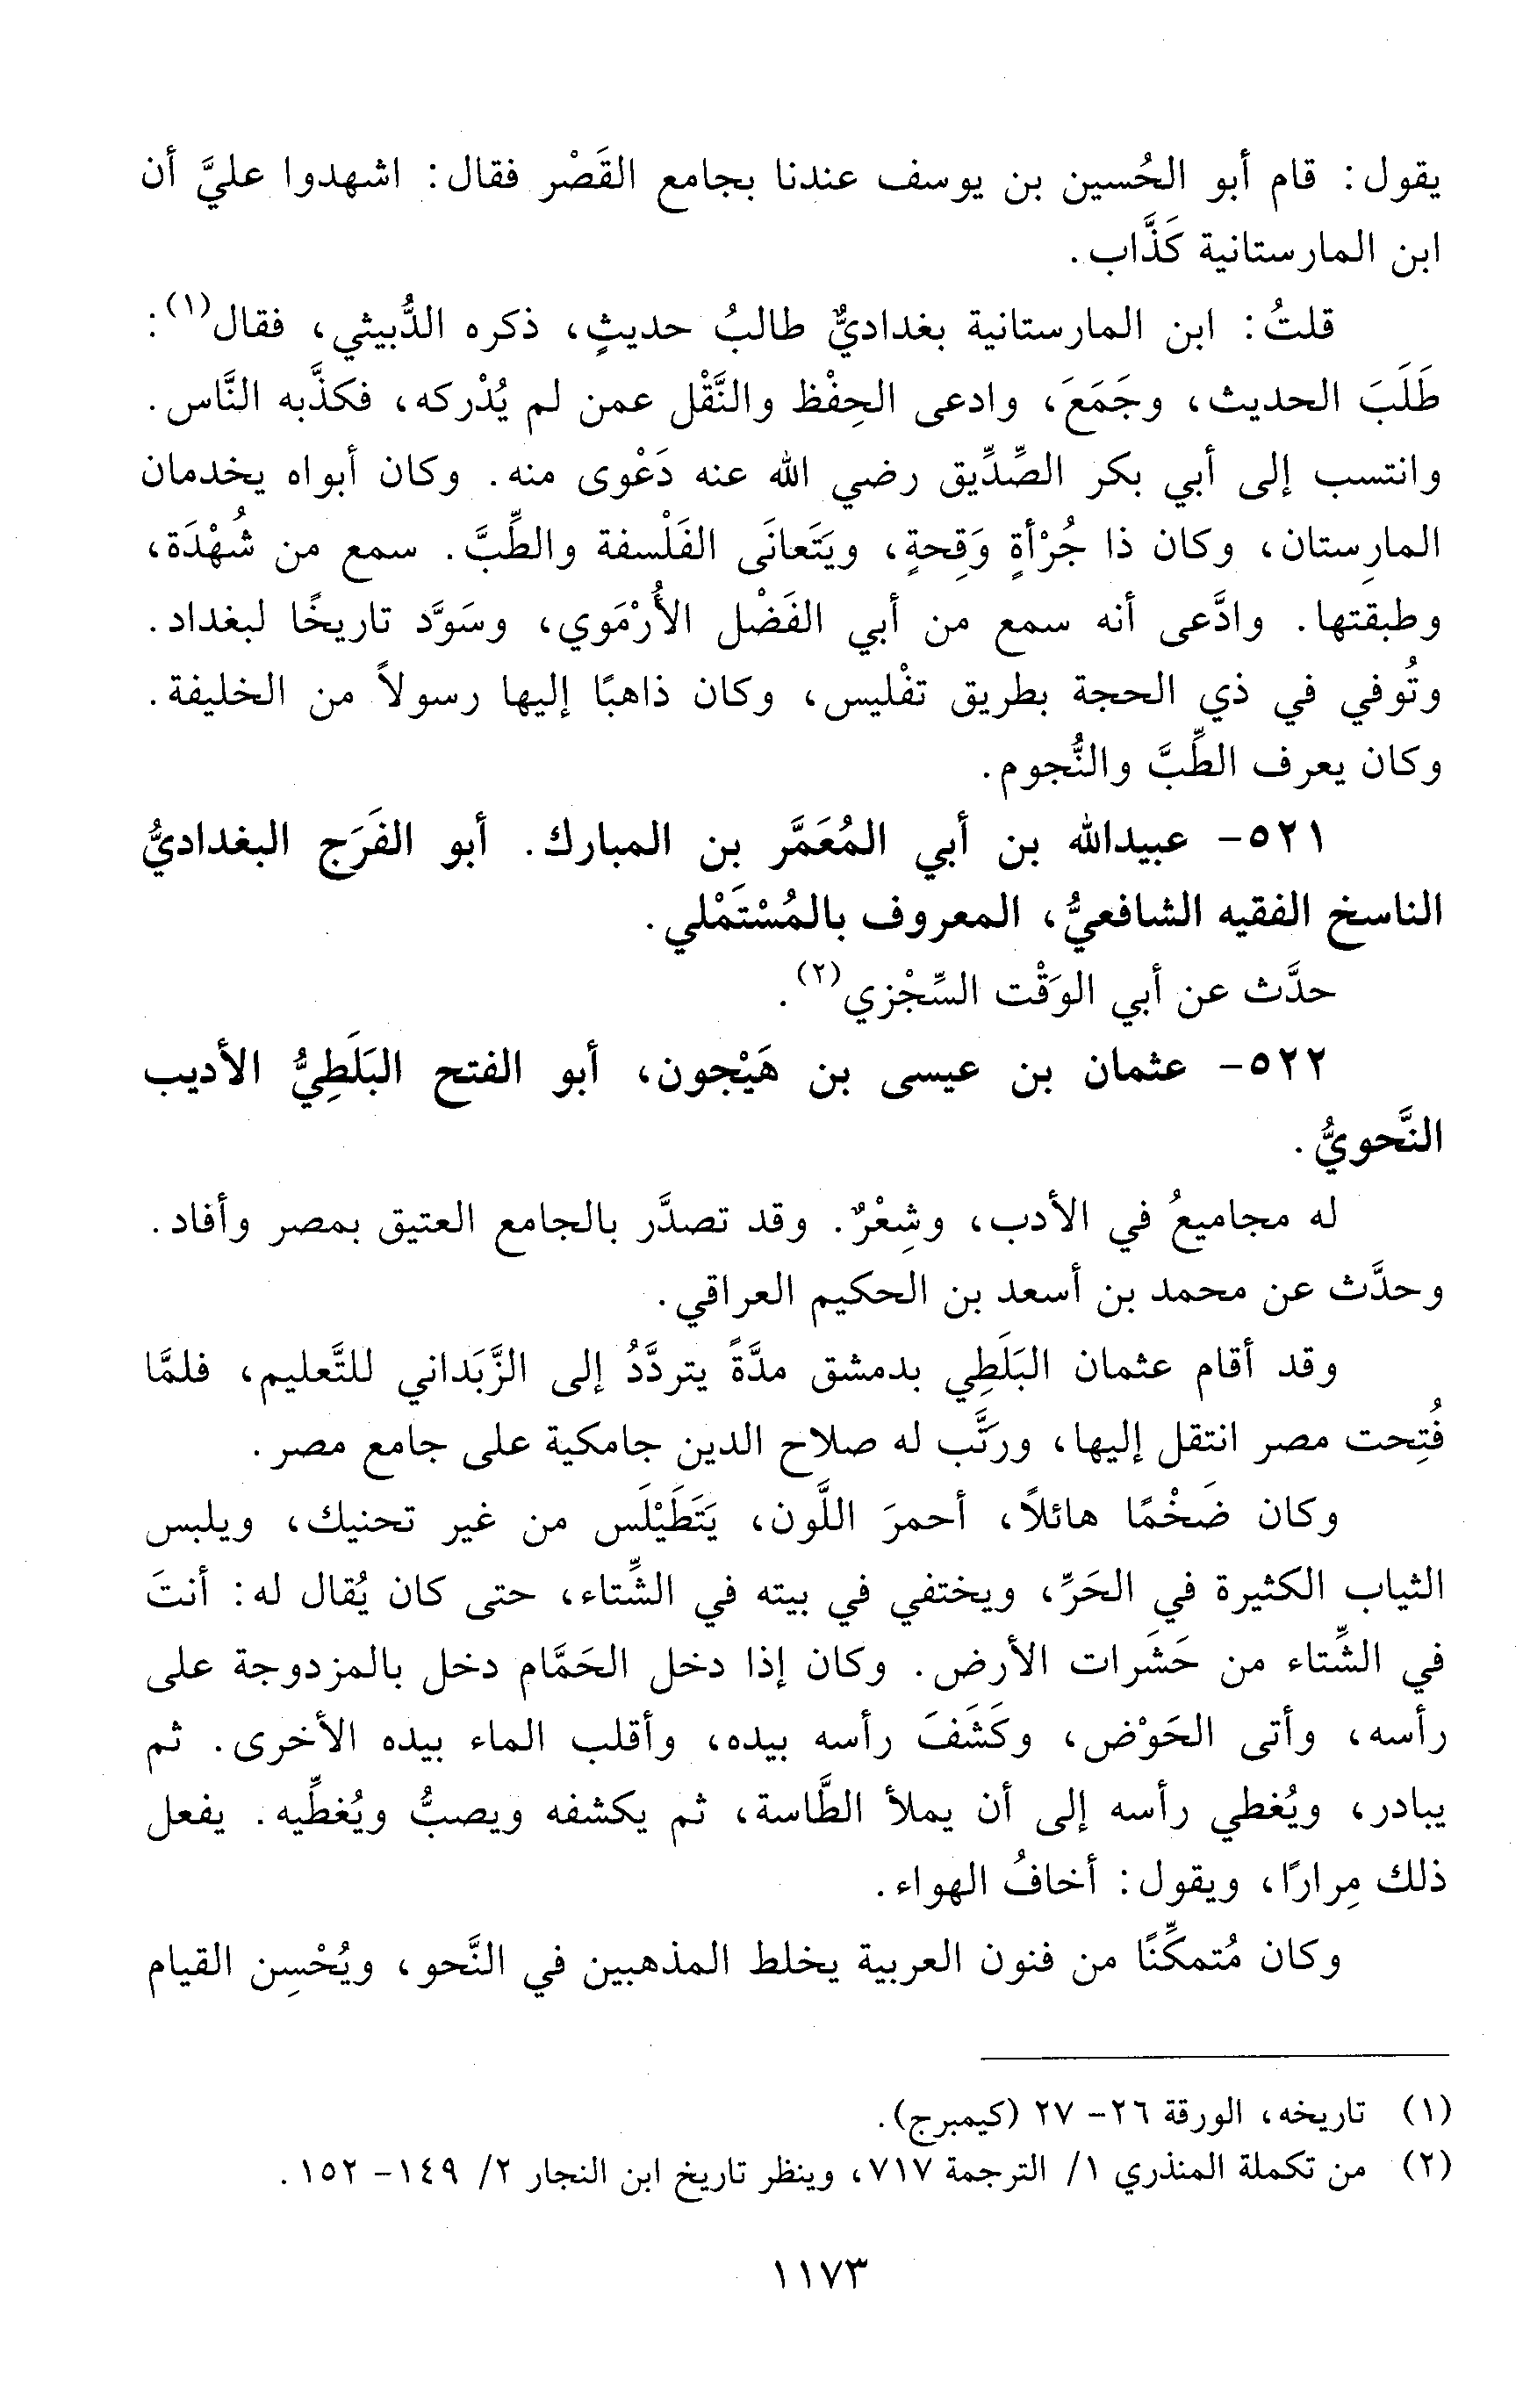 يقول: قام أبو الحُسين بن يوسف عندنا بجامع القَصْر فقال: اشهدوا عليَّ أن
ابن المارستانية كَذَّاب.
قلتُ: ابن المارستانية بغداديٌّ طالبُ حديثٍ، ذكره الدُّبيثي، فقال(١):
طَلَبَ الحديث، وجَمَعَ، وادعى الحِفْظ والنَّقْل عمن لم يُدْركه، فكذَّبه النَّاس.
وانتسب إلى أبي بكر الصِّدِّيق رضي الله عنه دَعْوى منه. وكان أبواه يخدمان
المارِستان، وكان ذا جُرْأةٍ وَقِحةٍ، ويَتَعانَى الفَلْسفة والطِّبَّ. سمع من شُهْدَة،
وطبقتها. وادَّعى أنه سمع من أبي الفَضْل الأُرْمَوي، وسَوَّد تاريخًا لبغداد.
وتُوفي في ذي الحجة بطريق تفْليس، وكان ذاهبًا إليها رسولاً من الخليفة.
وكان يعرف الطِّبَّ والنُّجوم.
٥٢١- عبيدالله بن أبي المُعَمَّر بن المبارك. أبو الفَرَج البغداديُّ
الناسخ الفقيه الشافعيُّ، المعروف بالمُسْتَمْلي.
حدَّث عن أبي الوَقْت السِّجْزي(٢).
٥٢٢- عثمان بن عيسى بن هَيْجون، أبو الفتح البَلَطِيُّ الأديب
النَّحويُّ.
له مجاميعُ في الأدب، وشِعْرٌ. وقد تصدَّر بالجامع العتيق بمصر وأفاد.
وحدَّث عن محمد بن أسعد بن الحكيم العراقي.
وقد أقام عثمان البَلَطِي بدمشق مدَّةً يتردَّدُ إلى الزَّبَداني للتَّعليم، فلمَّا
فُتِحت مصر انتقل إليها، ورتَّب له صلاح الدين جامكية على جامع مصر.
وكان ضَخْمًا هائلاً، أحمرَ اللَّون، يَتَطَيْلَس من غير تحنيك، ويلبس
الثياب الكثيرة في الحَرِّ، ويختفي في بيته في الشِّتاء، حتى كان يُقال له: أنتَ
في الشِّتاء من حَشَرات الأرض. وكان إذا دخل الحَمَّام دخل بالمزدوجة على
رأسه، وأتى الحَوْض، وكَشَفَ رأسه بيده، وأقلب الماء بيده الأخرى. ثم
يبادر، ويُغطي رأسه إلى أن يملأ الطَّاسة، ثم يكشفه ويصبُّ ويُغطِّيه. يفعل
ذلك مِرارًا، ويقول: أخافُ الهواء.
وكان مُتمكِّنًا من فنون العربية يخلط المذهبين في النَّحو، ويُحْسِن القيام
(١) تاريخه، الورقة ٢٦- ٢٧ (كيمبرج).
(٢) من تكملة المنذري ١/ الترجمة ٧١٧، وينظر تاريخ ابن النجار ٢/ ١٤٩- ١٥٢.
١١٧٣